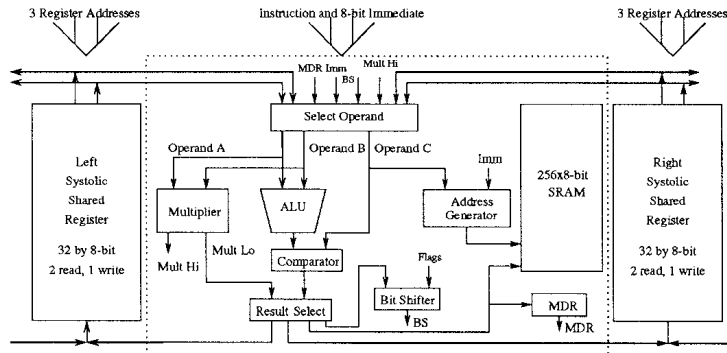 3 Register Addresses
Instruction and 8-bit Immediate
3 Register Addresses
MDR Imm
BS
Mult Hi
Select Operand
Operand A
Operand B
Operand C
Left
Systolic
Shared
Register
32 by 8-bit
2 read, 1 write
Multiplier
ALU
Imm
Address
Generator
256x8-bit
SRAM
Right
Systolic
Shared
Register
32 by 8-bit
2 read, 1 write
Mult Hi
Mult Lo
Comparator
Flags
Result Select
Bit Shifter
BS
MDR
MDR